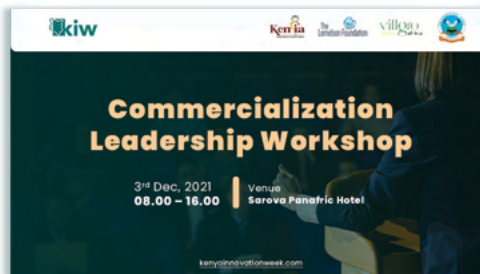 kiw
Kenia
The
Lemelson Foundation
villgro
africa
Commercialization
Leadership Workshop
3rd Dec, 2021
08.00 – 16.00
Venue
Sarova Panafric Hotel
kenyainnovationweek.com